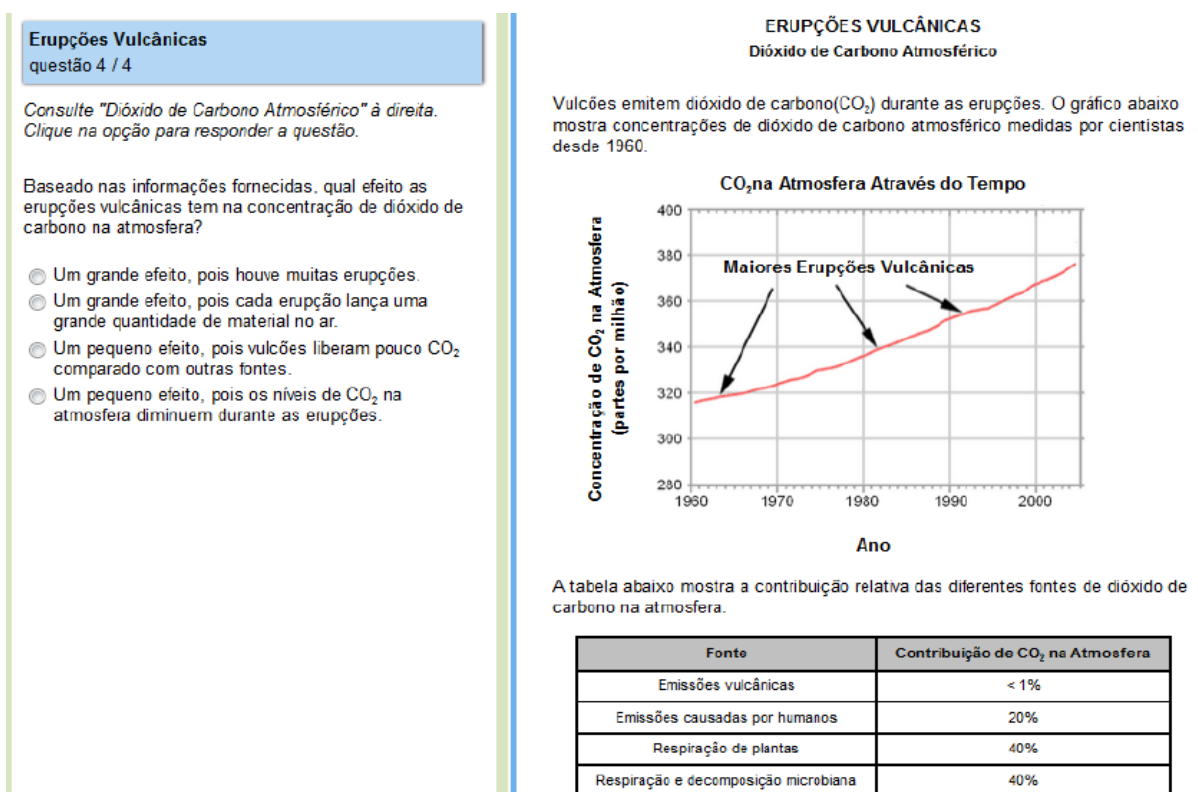 Erupções Vulcânicas
questão 4 / 4
Consulte "Dióxido de Carbono Atmosférico" à direita.
Clique na opção para responder a questão.
Baseado nas informações fornecidas, qual efeito as
erupções vulcânicas tem na concentração de dióxido de
carbono na atmosfera?
Um grande efeito, pois houve muitas erupções.
Um grande efeito, pois cada erupção lança uma
grande quantidade de material no ar.
Um pequeno efeito, pois vulcões liberam pouco CO₂
comparado com outras fontes.
Um pequeno efeito, pois os níveis de CO₂ na
atmosfera diminuem durante as erupções.
ERUPÇÕES VULCÂNICAS
Dióxido de Carbono Atmosférico
Vulcões emitem dióxido de carbono(CO₂) durante as erupções. O gráfico abaixo
mostra concentrações de dióxido de carbono atmosférico medidas por cientistas
desde 1960.
CO₂na Atmosfera Através do Tempo
Concentração de CO₂ na Atmosfera
(partes por milhão)
400
380
360
340
320
300
280
Maiores Erupções Vulcânicas
1960 1970 1980 1990 2000
Ano
A tabela abaixo mostra a contribuição relativa das diferentes fontes de dióxido de
carbono na atmosfera.
Fonte Contribuição de CO₂ na Atmosfera
Emissões vulcânicas < 1%
Emissões causadas por humanos 20%
Respiração de plantas 40%
Respiração e decomposição microbiana 40%